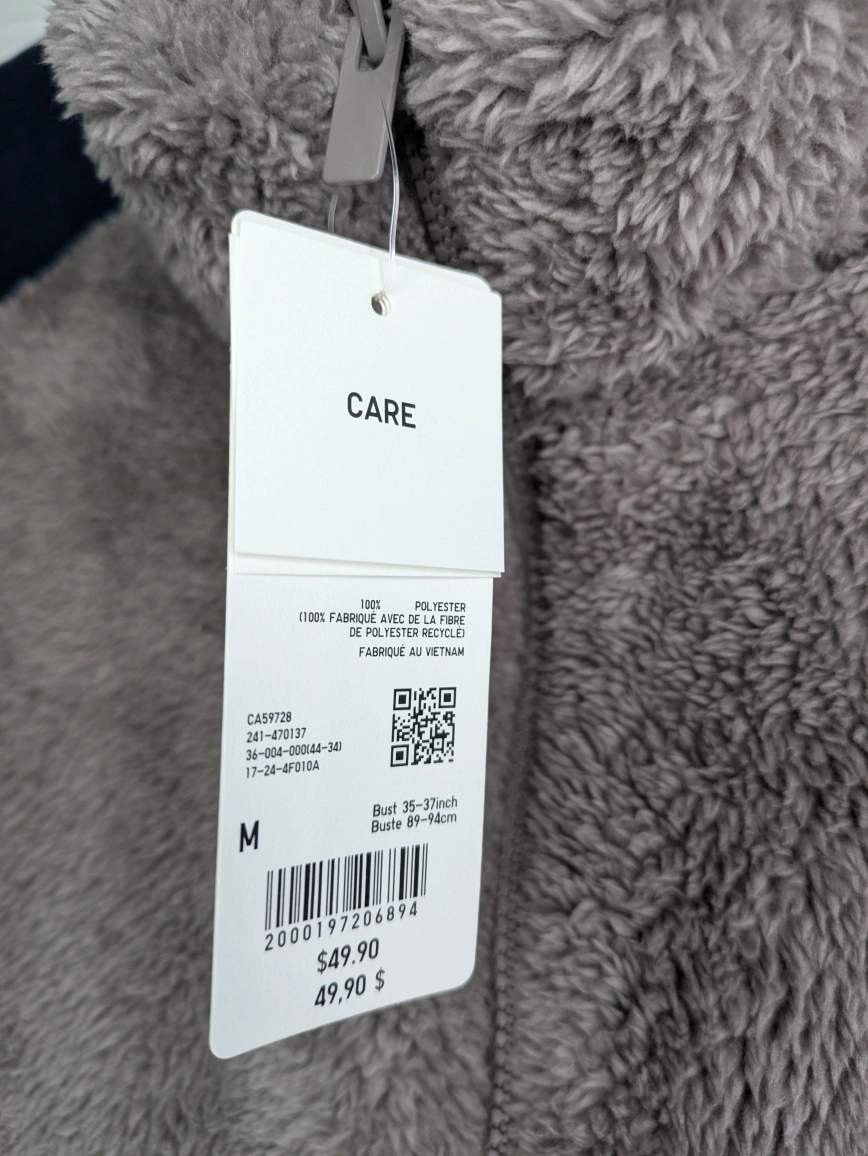 CARE
100% POLYESTER
(100% FABRIQUÉ AVEC DE LA FIBRE
DE POLYESTER RECYCLÉ)
FABRIQUÉ AU VIETNAM
CA59728
241-470137
36-004-000(44-34)
17-24-4F010A
Bust 35-37inch
Buste 89-94cm
M
2000197206894
$49.90
49,90 $